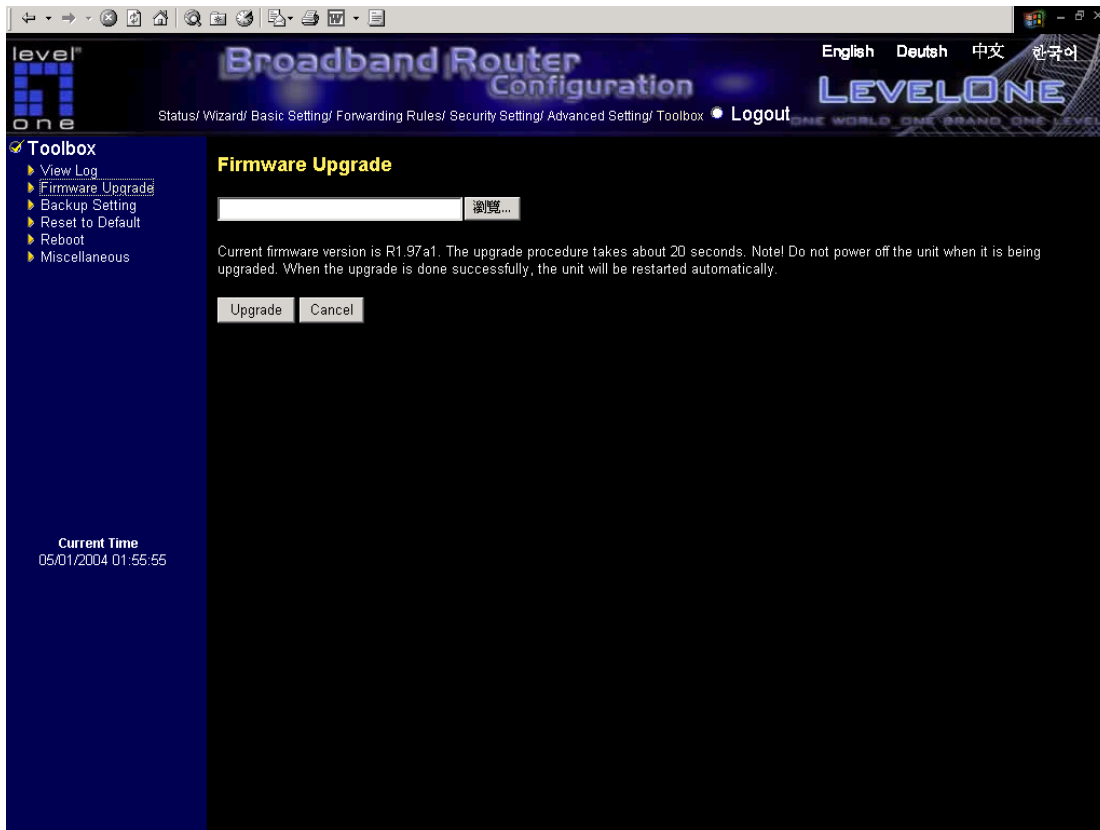 level"
one
Broadband Router
Configuration
English Deutsh 中文 한국어
LEVELONE
ONE WORLD_ONE BRAND_ONE LEVEL
Status/ Wizard/ Basic Setting/ Forwarding Rules/ Security Setting/ Advanced Setting/ Toolbox Logout
Toolbox
View Log
Firmware Upgrade
Backup Setting
Reset to Default
Reboot
Miscellaneous
Current Time
05/01/2004 01:55:55
Firmware Upgrade
瀏覽...
Current firmware version is R1.97a1. The upgrade procedure takes about 20 seconds. Note! Do not power off the unit when it is being
upgraded. When the upgrade is done successfully, the unit will be restarted automatically.
Upgrade Cancel